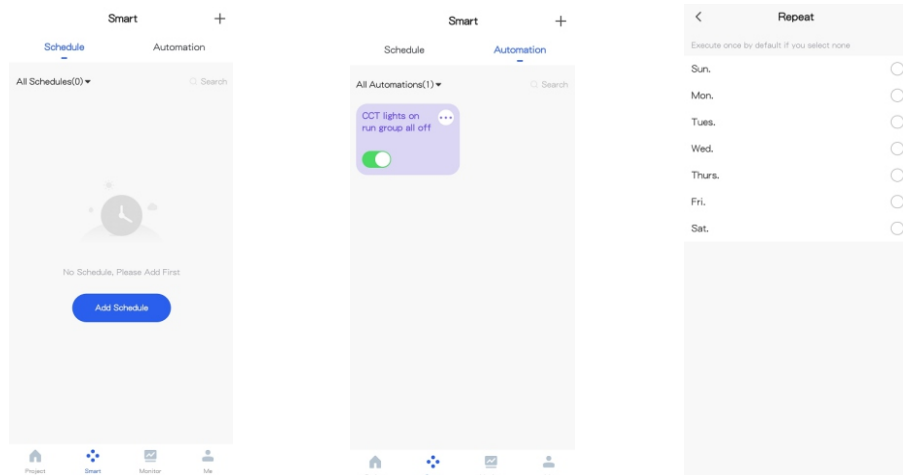 Smart
+
Schedule Automation
All Schedules(0)
Search
No Schedule, Please Add First
Add Schedule
Project Smart Monitor Me
Smart
+
Schedule Automation
All Automations(1)
Search
CCT lights on
run group all off
Repeat
Execute once by default if you select none
Sun.
Mon.
Tues.
Wed.
Thurs.
Fri.
Sat.